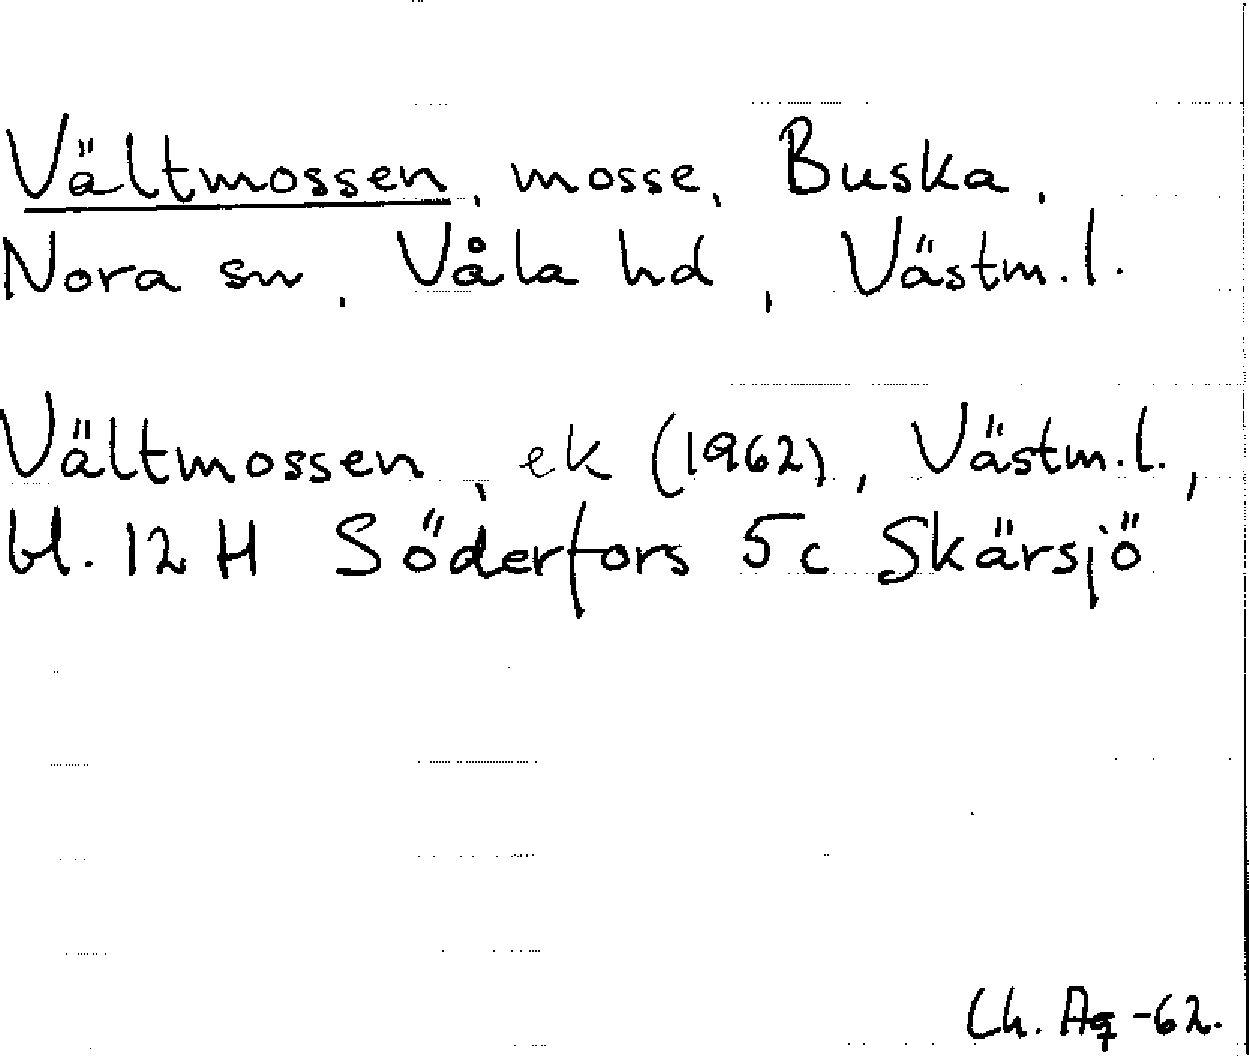 Vältmossen, mosse, Buska,
Nora sn, Våla hd, Västm.l.
Vältmossen, ek (1962), Västm.l.,
bl. 12 H Söderfors 5c Skärsjö
Ch. Aq -62.